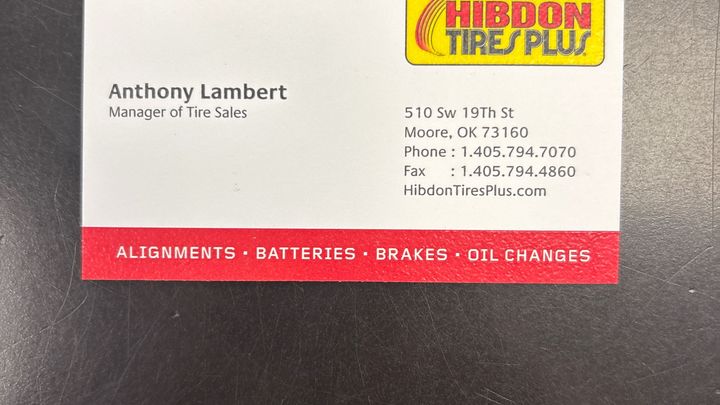 HIBDON
TIRES PLUS
Anthony Lambert
Manager of Tire Sales
510 Sw 19Th St
Moore, OK 73160
Phone : 1.405.794.7070
Fax : 1.405.794.4860
HibdonTiresPlus.com
ALIGNMENTS · BATTERIES · BRAKES · OIL CHANGES